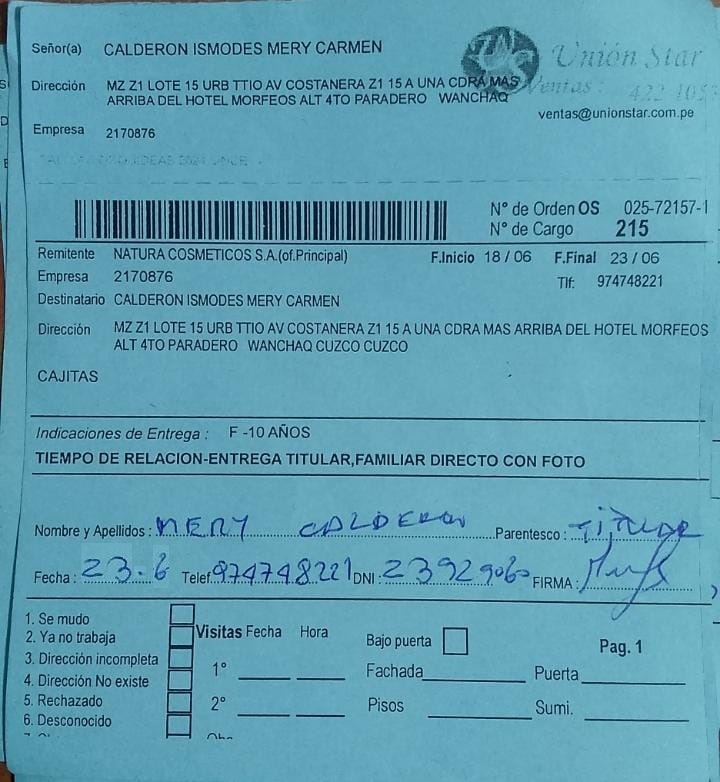 Señor(a) CALDERON ISMODES MERY CARMEN
Unión Star
Dirección MZ Z1 LOTE 15 URB TTIO AV COSTANERA Z1 15 A UNA CDRA MAS
ARRIBA DEL HOTEL MORFEOS ALT 4TO PARADERO WANCHAQ
Ventas:
ventas@unionstar.com.pe
Empresa 2170876
Nº de Orden OS 025-72157-1
Nº de Cargo 215
Remitente NATURA COSMETICOS S.A.(of.Principal) F.Inicio 18 / 06 F.Final 23 / 06
Empresa 2170876 Tlf: 974748221
Destinatario CALDERON ISMODES MERY CARMEN
Dirección MZ Z1 LOTE 15 URB TTIO AV COSTANERA Z1 15 A UNA CDRA MAS ARRIBA DEL HOTEL MORFEOS
ALT 4TO PARADERO WANCHAQ CUZCO CUZCO
CAJITAS
Indicaciones de Entrega : F -10 AÑOS
TIEMPO DE RELACION-ENTREGA TITULAR,FAMILIAR DIRECTO CON FOTO
Nombre y Apellidos : MERY CALDERON Parentesco : TITULAR
Fecha : 23.6 Telef. 974748221 DNI : 23929060 FIRMA :
1. Se mudo
2. Ya no trabaja
3. Dirección incompleta
4. Dirección No existe
5. Rechazado
6. Desconocido
Visitas Fecha Hora
1º
2º
Obs
Bajo puerta Pag. 1
Fachada Puerta
Pisos Sumi.